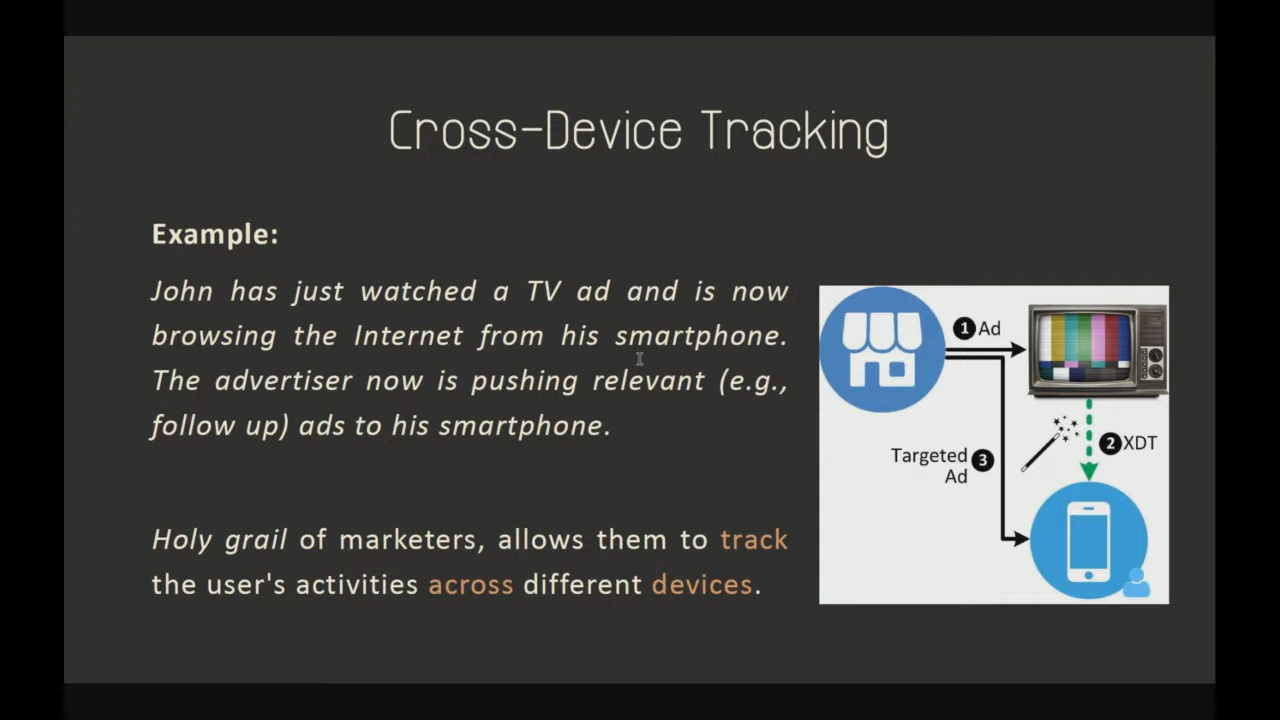 Cross-Device Tracking
Example:
John has just watched a TV ad and is now
browsing the Internet from his smartphone.
The advertiser now is pushing relevant (e.g.,
follow up) ads to his smartphone.
Holy grail of marketers, allows them to track
the user's activities across different devices.
1 Ad
2 XDT
Targeted 3
Ad